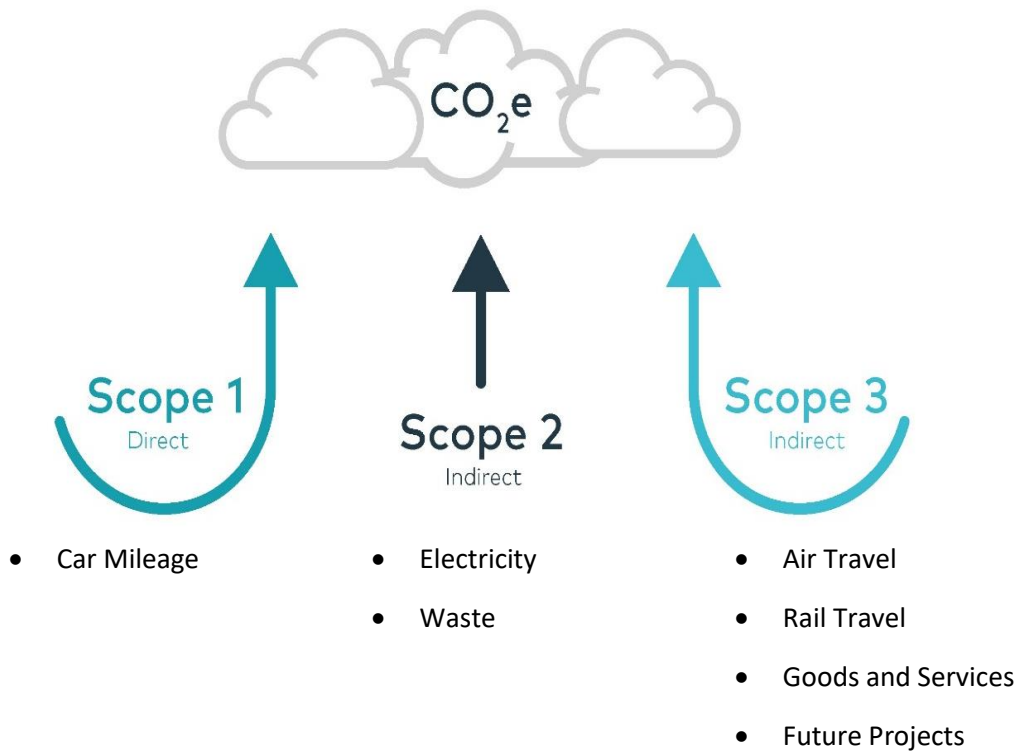 CO₂e
Scope 1
Direct
Scope 2
Indirect
Scope 3
Indirect
• Car Mileage
• Electricity
• Waste
• Air Travel
• Rail Travel
• Goods and Services
• Future Projects